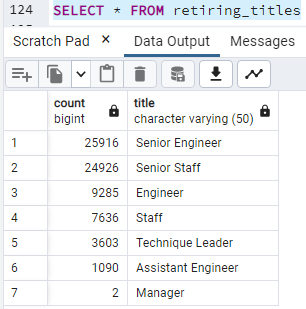 124 SELECT * FROM retiring_titles
Scratch Pad × Data Output Messages
count title
bigint character varying (50)
1 25916 Senior Engineer
2 24926 Senior Staff
3 9285 Engineer
4 7636 Staff
5 3603 Technique Leader
6 1090 Assistant Engineer
7 2 Manager